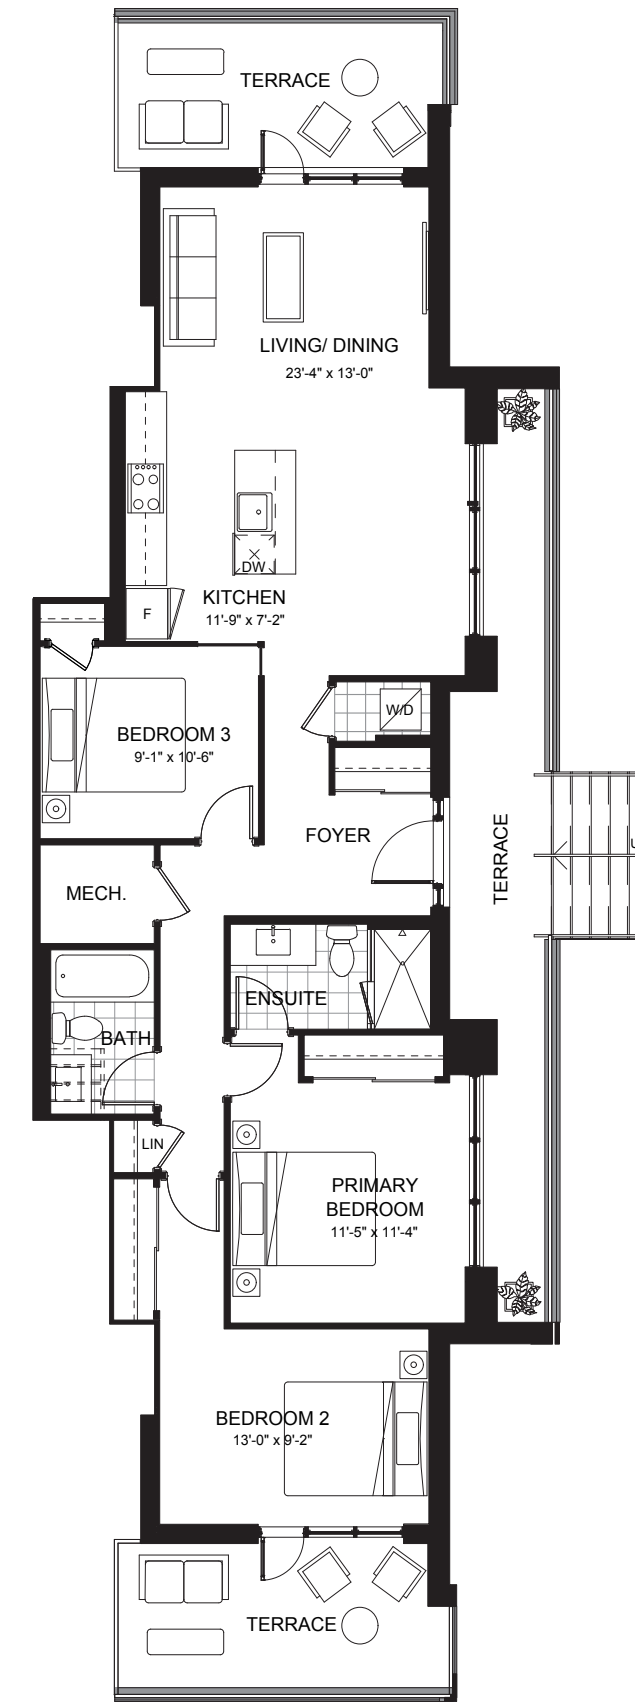 TERRACE
LIVING/ DINING
23'-4" x 13'-0"
DW
KITCHEN
11'-9" x 7'-2"
F
W/D
BEDROOM 3
9'-1" x 10'-6"
FOYER
TERRACE
U
MECH.
ENSUITE
BATH
LIN
PRIMARY
BEDROOM
11'-5" x 11'-4"
BEDROOM 2
13'-0" x 9'-2"
TERRACE